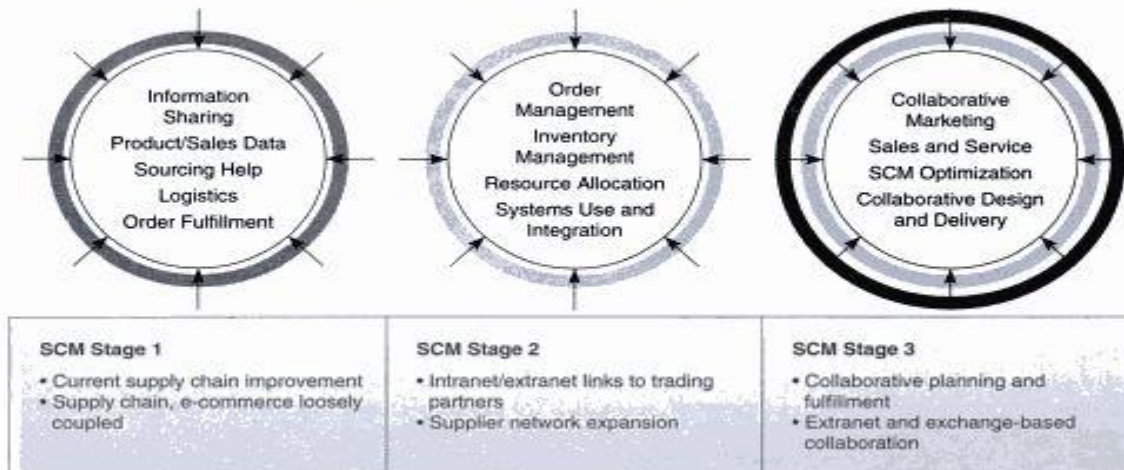 Information
Sharing
Product/Sales Data
Sourcing Help
Logistics
Order Fulfillment
Order
Management
Inventory
Management
Resource Allocation
Systems Use and
Integration
Collaborative
Marketing
Sales and Service
SCM Optimization
Collaborative Design
and Delivery
SCM Stage 1
• Current supply chain improvement
• Supply chain, e-commerce loosely
coupled
SCM Stage 2
• Intranet/extranet links to trading
partners
• Supplier network expansion
SCM Stage 3
• Collaborative planning and
fulfillment
• Extranet and exchange-based
collaboration